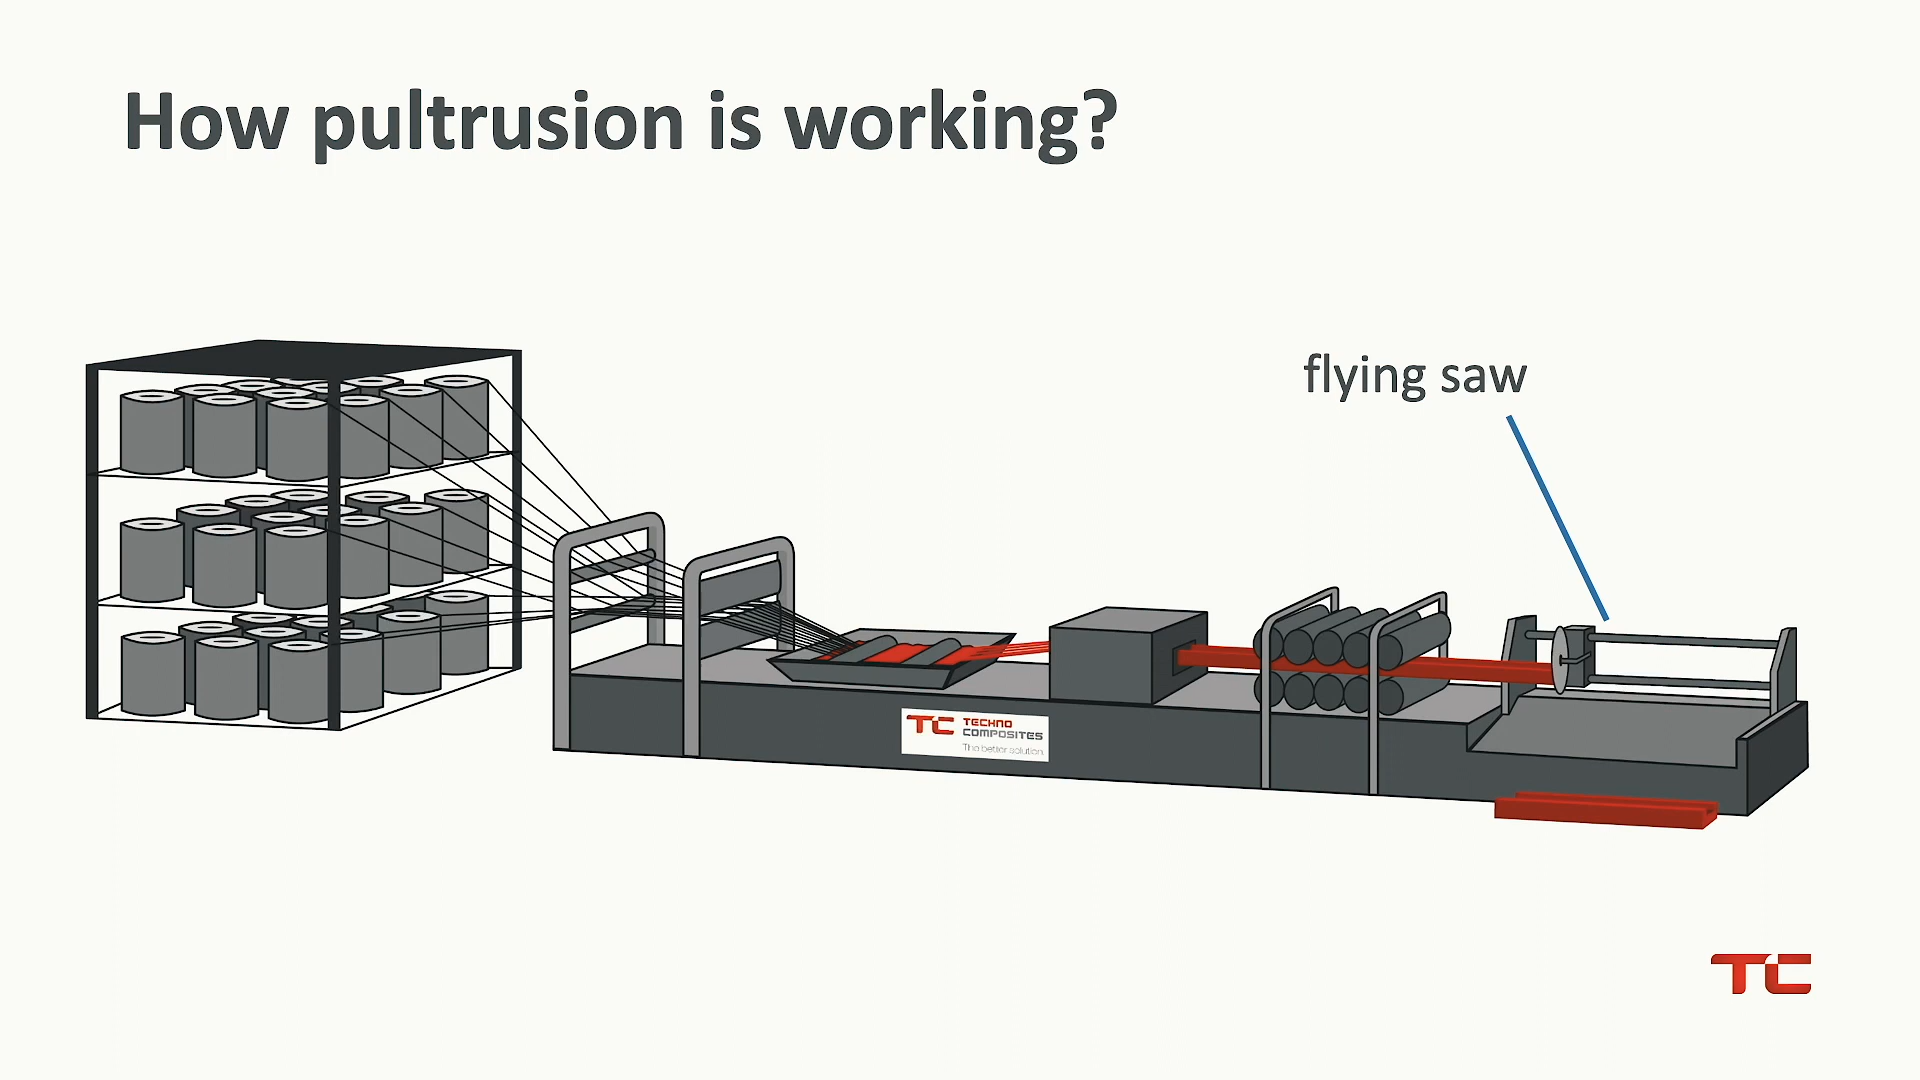 How pultrusion is working?
flying saw
TC TECHNO
COMPOSITES
The better solution
TC